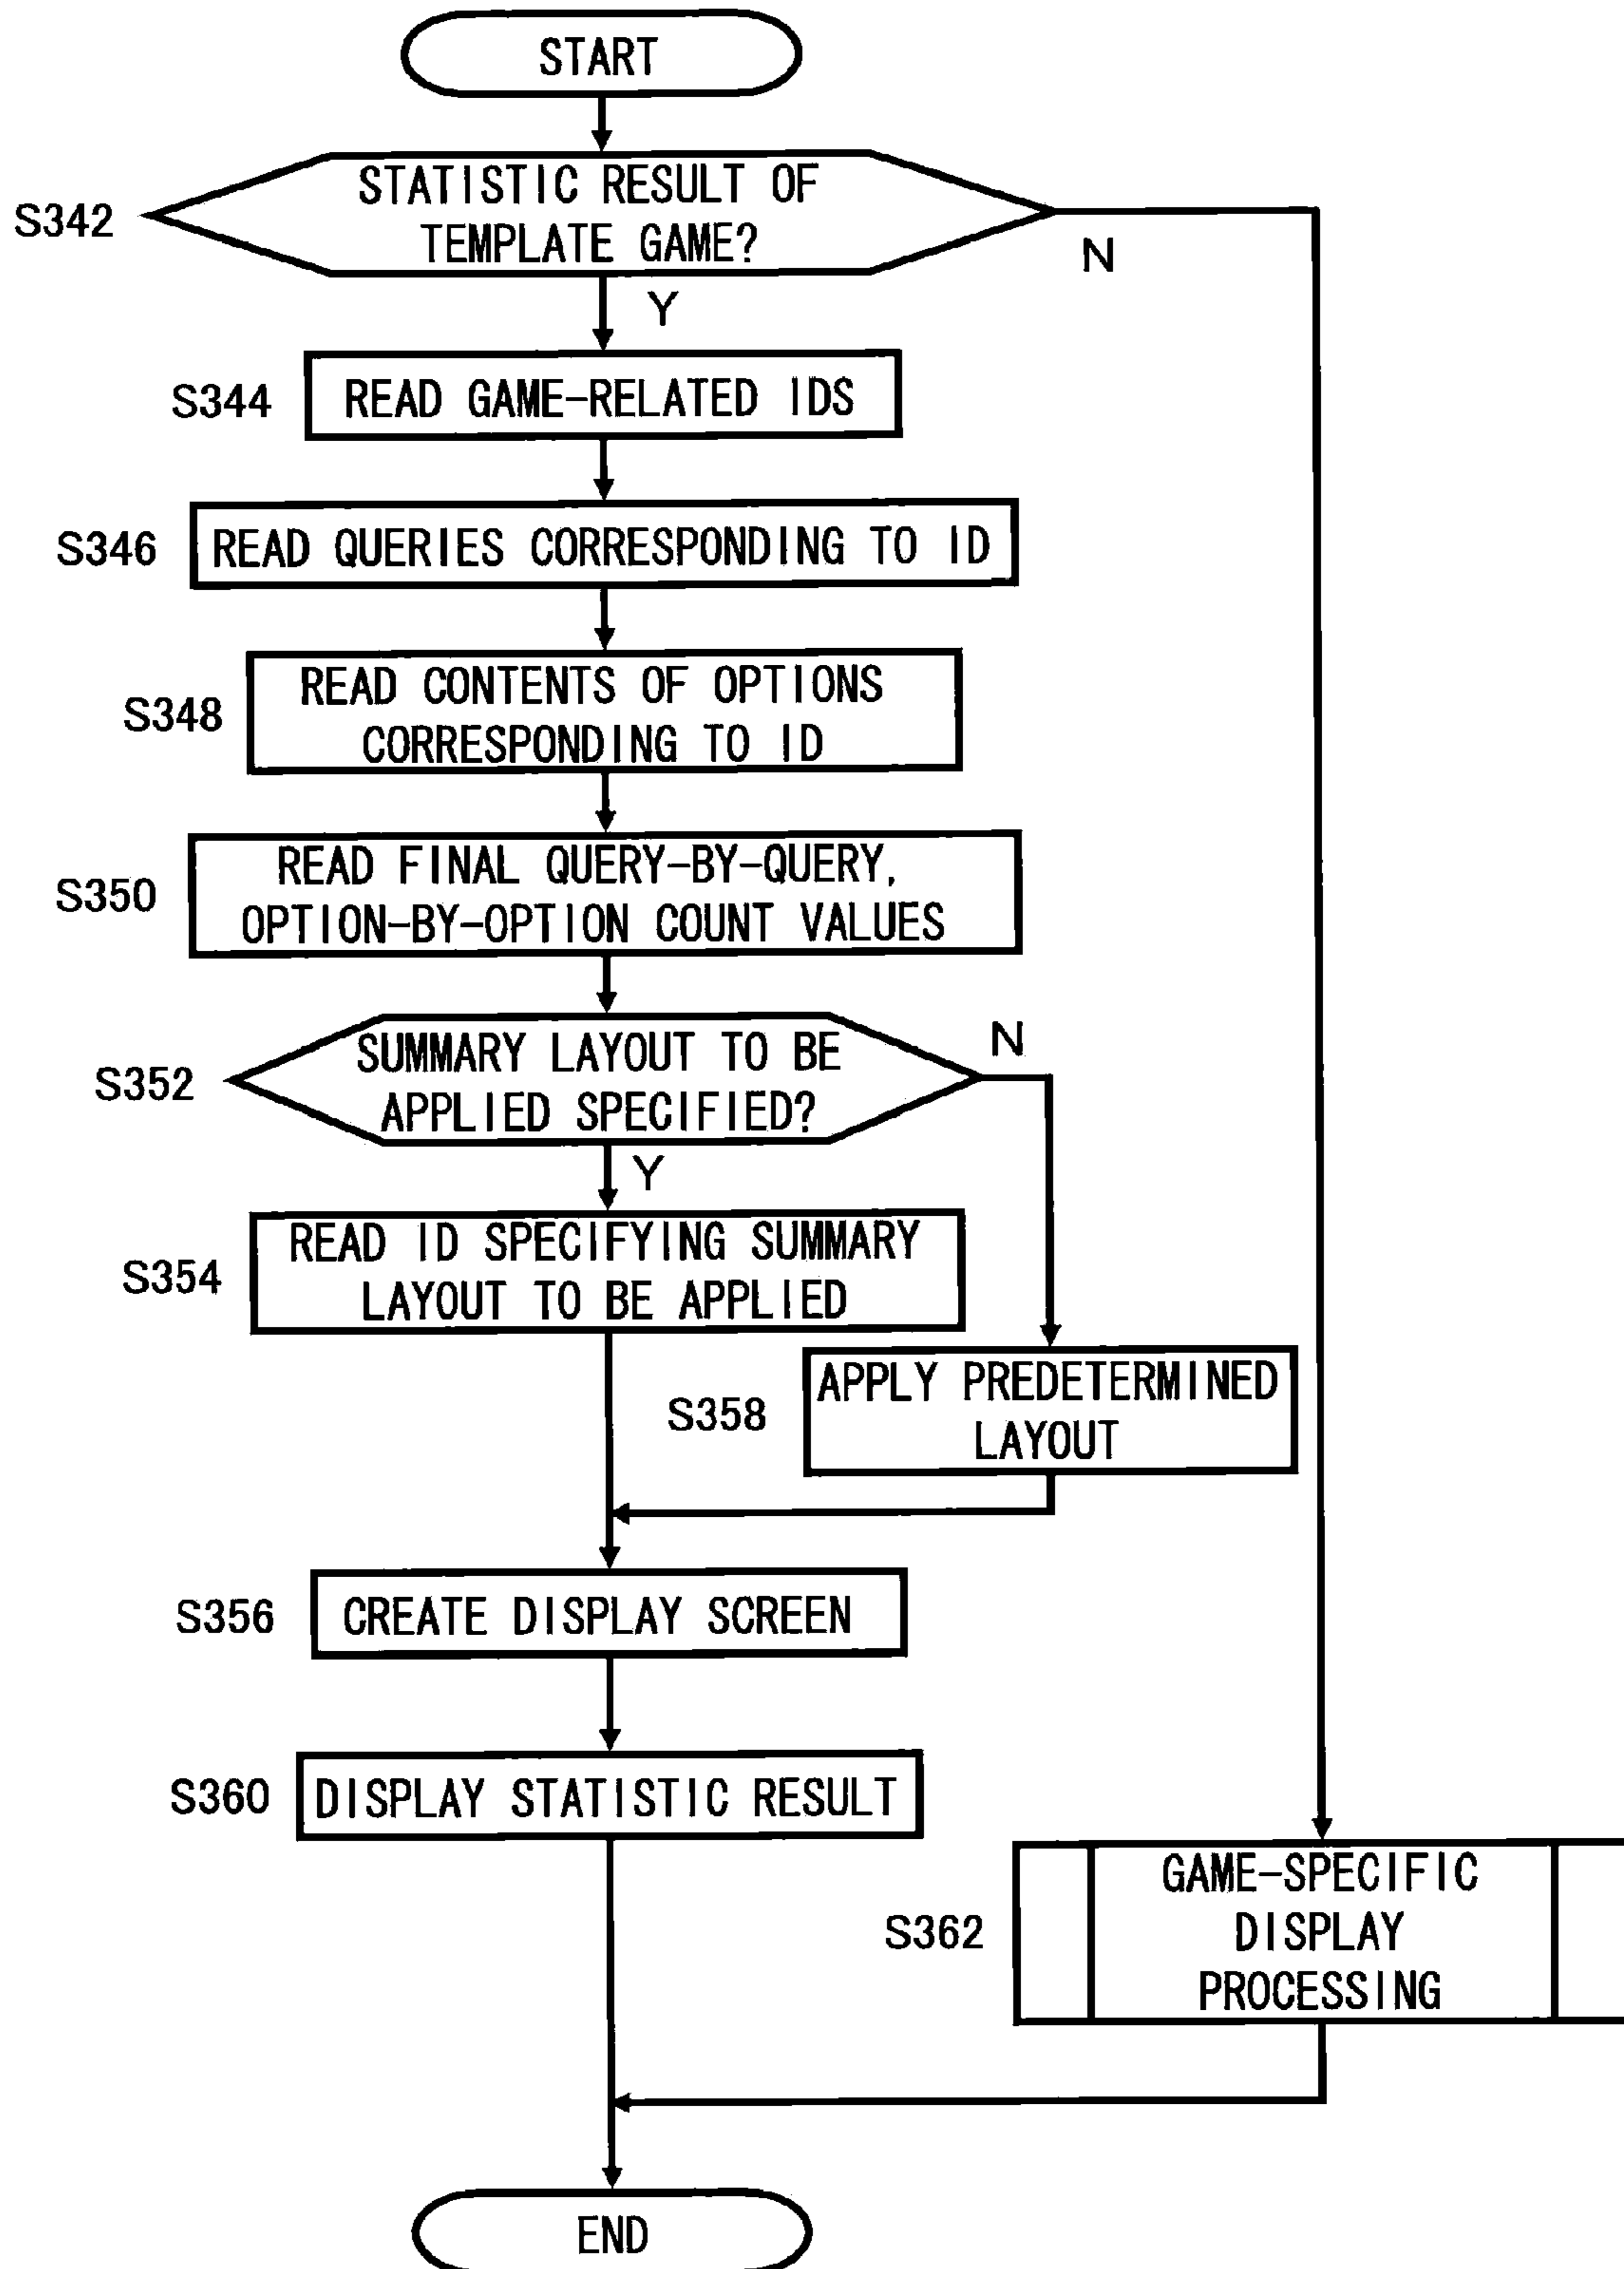 START
S342
STATISTIC RESULT OF
TEMPLATE GAME?
N
Y
S344
READ GAME-RELATED IDS
S346
READ QUERIES CORRESPONDING TO ID
S348
READ CONTENTS OF OPTIONS
CORRESPONDING TO ID
S350
READ FINAL QUERY-BY-QUERY,
OPTION-BY-OPTION COUNT VALUES
S352
SUMMARY LAYOUT TO BE
APPLIED SPECIFIED?
N
Y
S354
READ ID SPECIFYING SUMMARY
LAYOUT TO BE APPLIED
S358
APPLY PREDETERMINED
LAYOUT
S356
CREATE DISPLAY SCREEN
S360
DISPLAY STATISTIC RESULT
S362
GAME-SPECIFIC
DISPLAY
PROCESSING
END